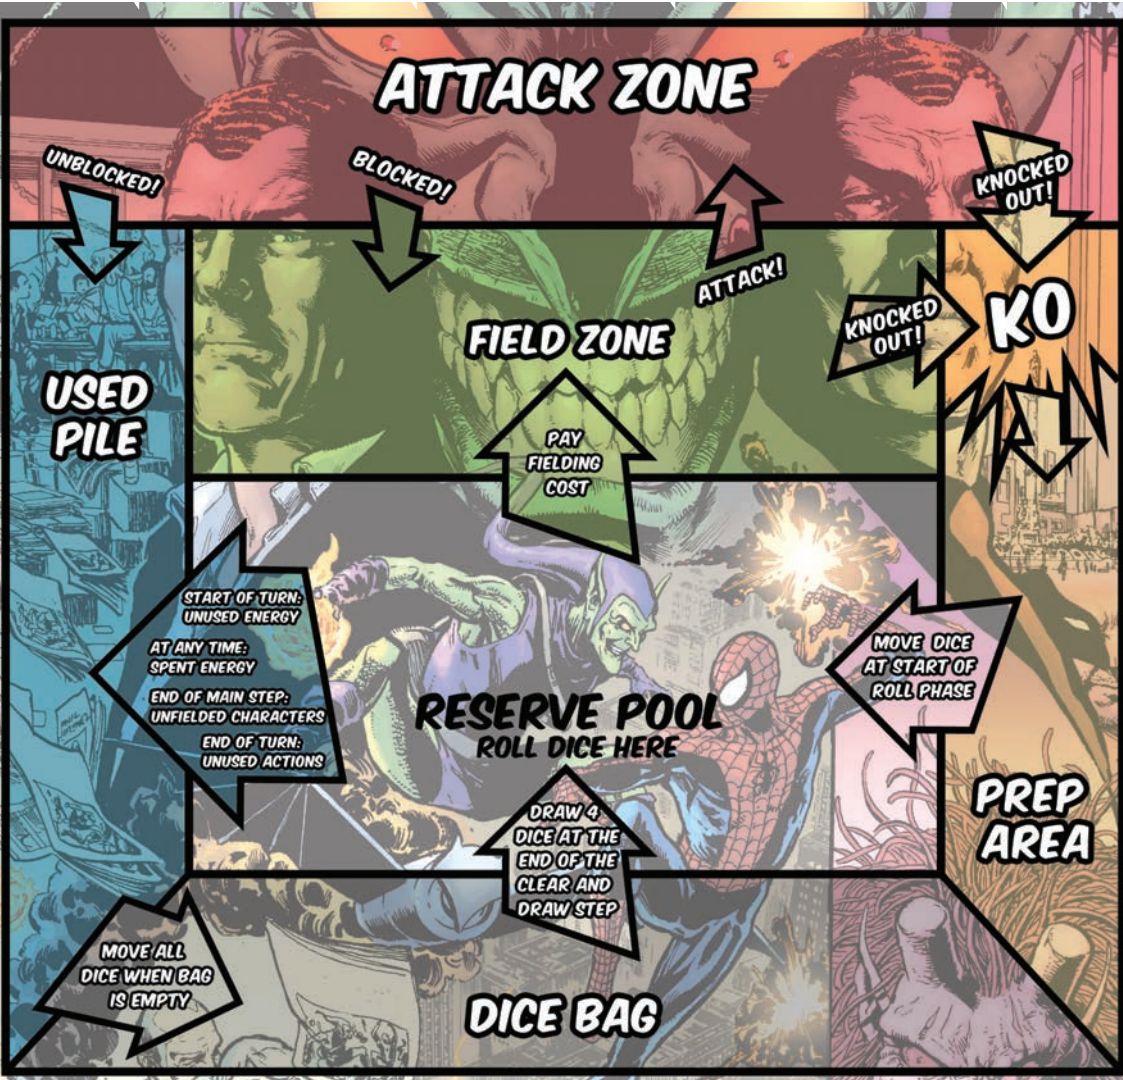 ATTACK ZONE
UNBLOCKED!
BLOCKED!
ATTACK!
KNOCKED
OUT!
KNOCKED
OUT!
KO
FIELD ZONE
USED
PILE
PAY
FIELDING
COST
START OF TURN:
UNUSED ENERGY
AT ANY TIME:
SPENT ENERGY
END OF MAIN STEP:
UNFIELDED CHARACTERS
END OF TURN:
UNUSED ACTIONS
RESERVE POOL
ROLL DICE HERE
MOVE DICE
AT START OF
ROLL PHASE
PREP
AREA
DRAW 4
DICE AT THE
END OF THE
CLEAR AND
DRAW STEP
MOVE ALL
DICE WHEN BAG
IS EMPTY
DICE BAG